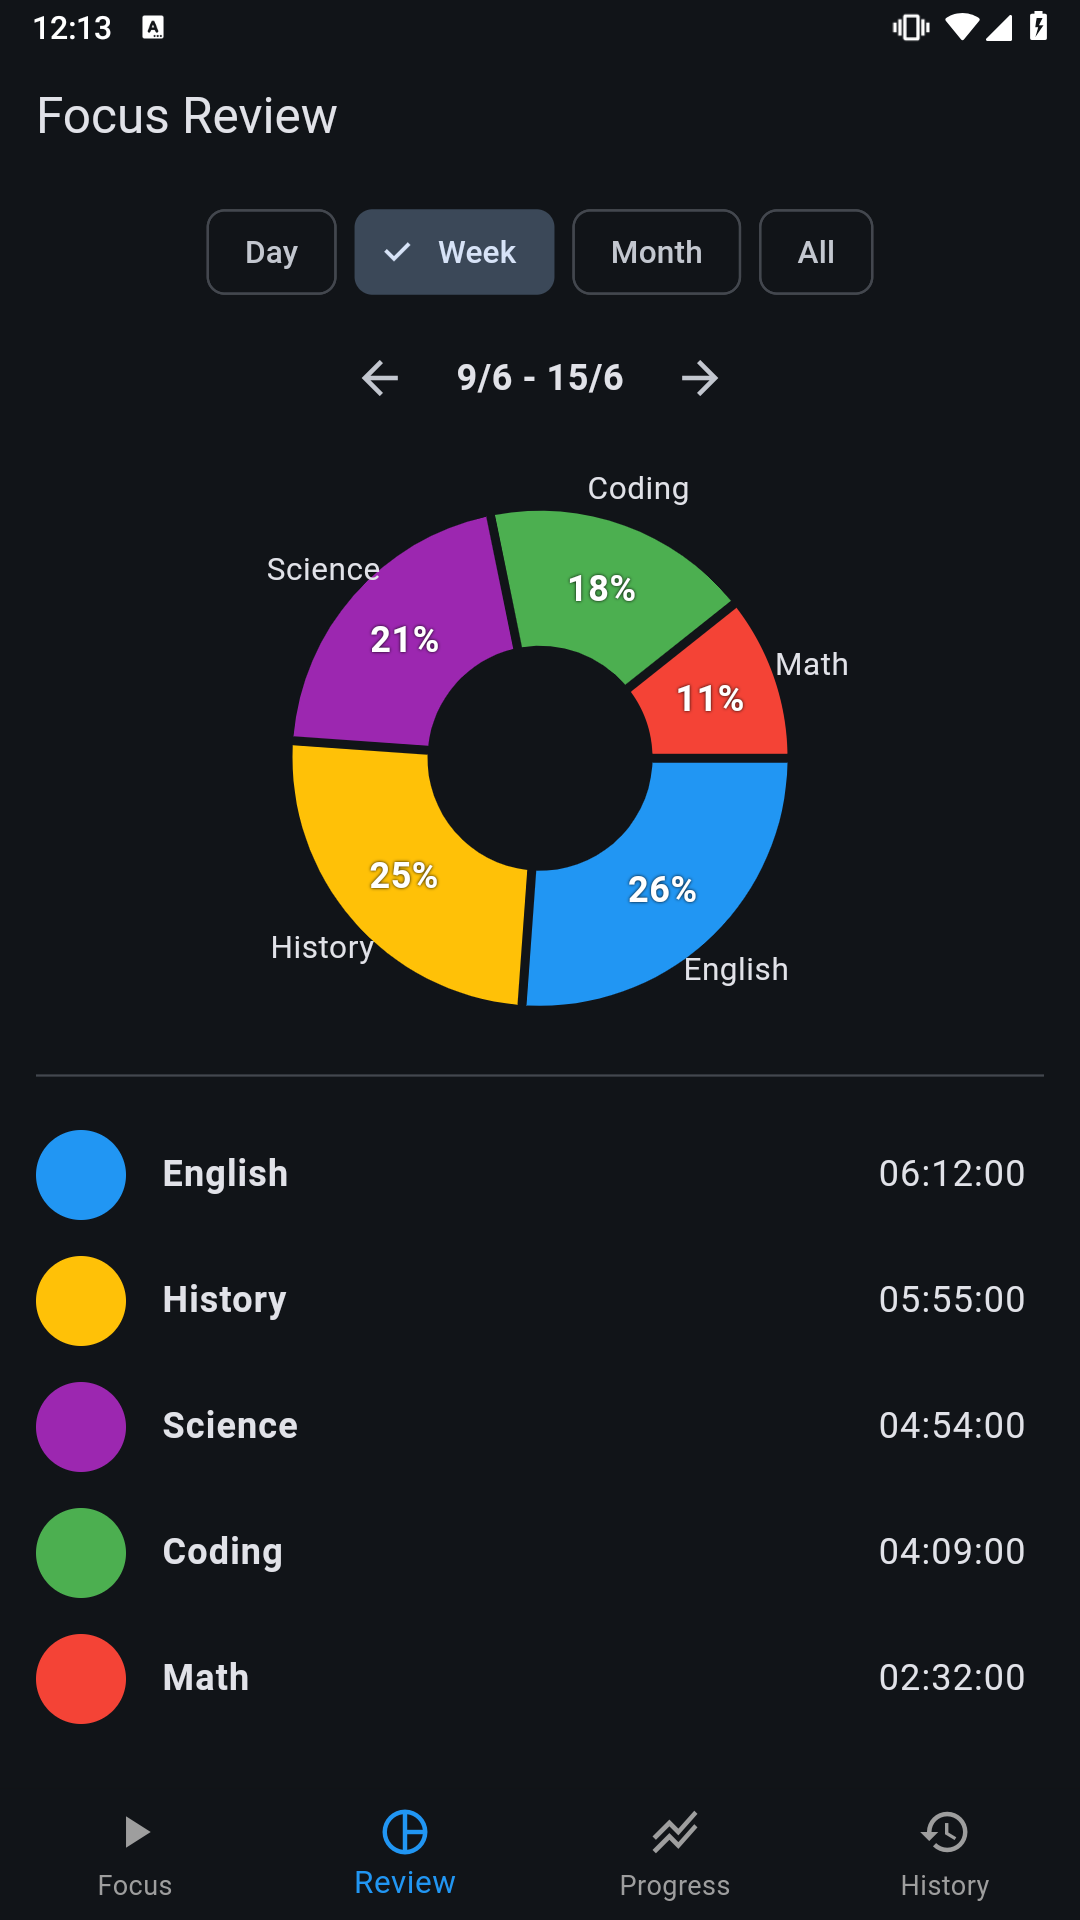 12:13
Focus Review
Day Week Month All
9/6 - 15/6
Coding
Science
18%
21%
Math
11%
25%
26%
History
English
English 06:12:00
History 05:55:00
Science 04:54:00
Coding 04:09:00
Math 02:32:00
Focus Review Progress History